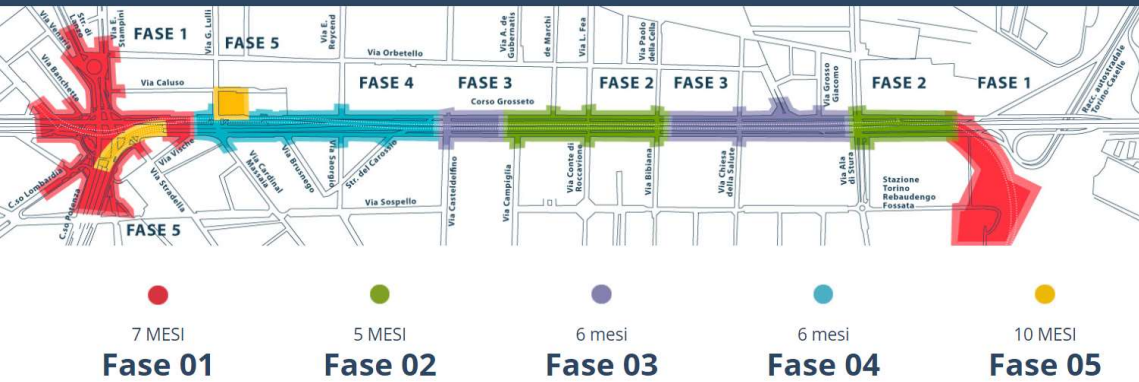 Via Venaria
Str. di
Lanzo
Via E.
Stampini
FASE 1
Via G. Lulli
FASE 5
Via E.
Reycend
Via Orbetello
Via A. de
Gubernatis
de Marchi
Via L. Fea
Via Paolo
della Cella
Via Banchette
Via Caluso
FASE 4
FASE 3
Corso Grosseto
FASE 2
FASE 3
Via Grosso
Giacomo
FASE 2
FASE 1
Racc. autostradale
Torino-Caselle
C.so Lombardia
C.so Potenza
Via Vische
Via Stradella
FASE 5
Via Cardinal
Massaia
Via Brusnego
Via Saorgio
Str. del Carossio
Via Sospello
Via Casteldelfino
Via Campiglia
Via Conte di
Roccavione
Via Bibiana
Via Chiesa
della Salute
Via Ala
di Stura
Stazione
Torino
Rebaudengo
Fossata
7 MESI
Fase 01
5 MESI
Fase 02
6 mesi
Fase 03
6 mesi
Fase 04
10 MESI
Fase 05